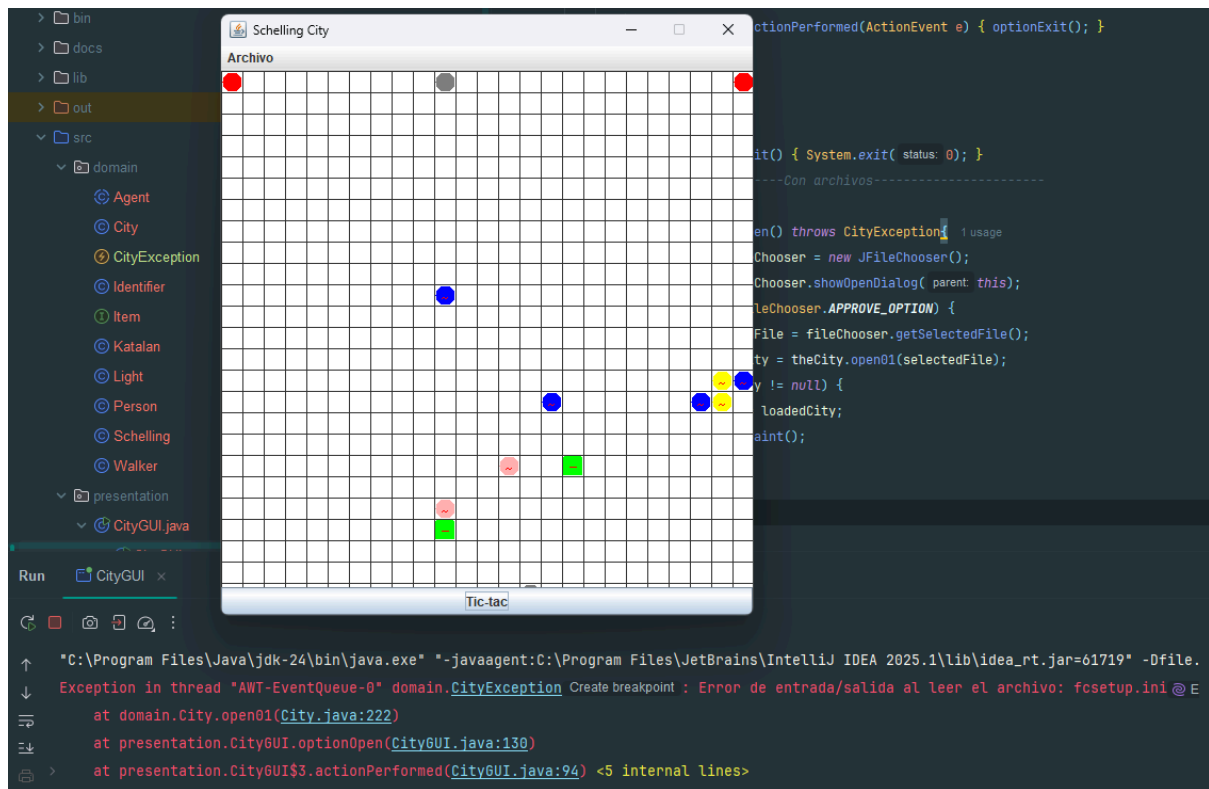 bin
docs
lib
out
src
domain
Agent
City
CityException
Identifier
Item
Katalan
Light
Person
Schelling
Walker
presentation
CityGUI.java
Schelling City
Archivo
~
~ ~
~ ~
~ −
~
−
Tic-tac
ctionPerformed(ActionEvent e) { optionExit(); }
it() { System.exit( status: 0); }
----Con archivos-----------------------
en() throws CityException{ 1 usage
Chooser = new JFileChooser();
Chooser.showOpenDialog( parent: this);
leChooser.APPROVE_OPTION) {
File = fileChooser.getSelectedFile();
ty = theCity.open01(selectedFile);
y != null) {
loadedCity;
aint();
Run CityGUI ×
"C:\Program Files\Java\jdk-24\bin\java.exe" "-javaagent:C:\Program Files\JetBrains\IntelliJ IDEA 2025.1\lib\idea_rt.jar=61719" -Dfile.
Exception in thread "AWT-EventQueue-0" domain.CityException Create breakpoint : Error de entrada/salida al leer el archivo: fcsetup.ini E
at domain.City.open01(City.java:222)
at presentation.CityGUI.optionOpen(CityGUI.java:130)
at presentation.CityGUI$3.actionPerformed(CityGUI.java:94) <5 internal lines>